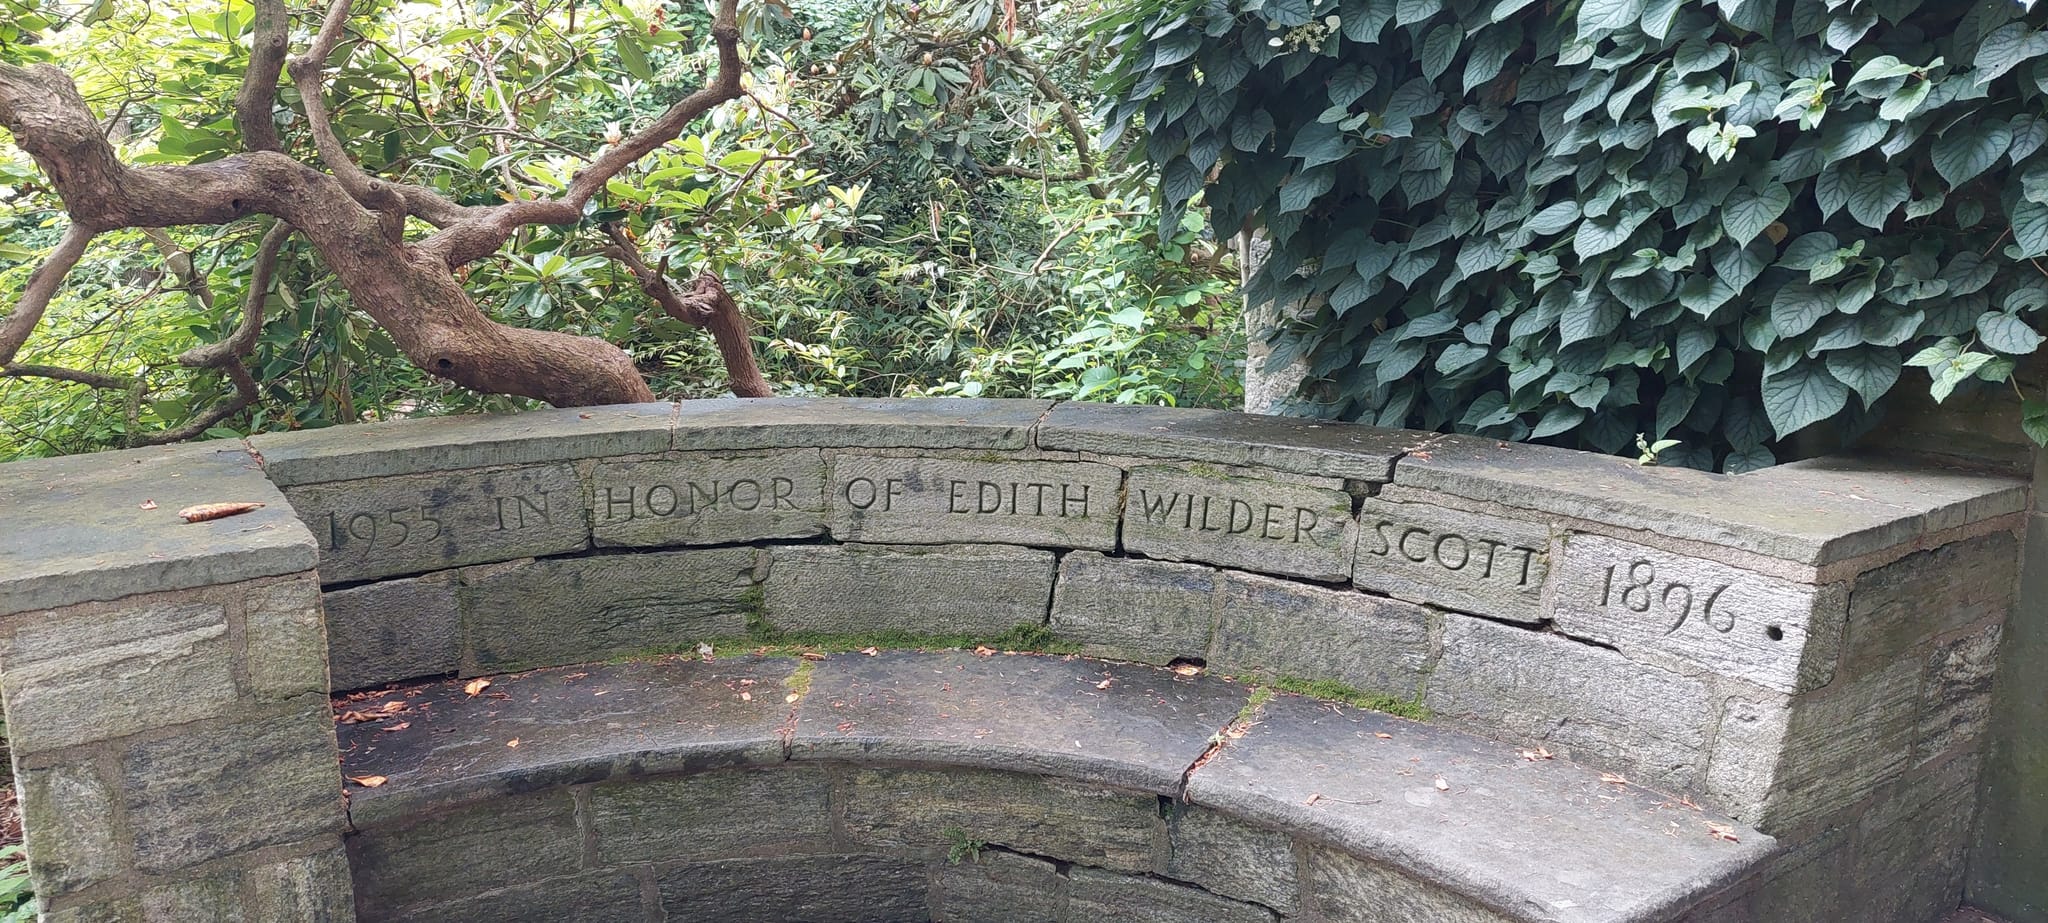 1955 IN HONOR OF EDITH WILDER SCOTT 1896